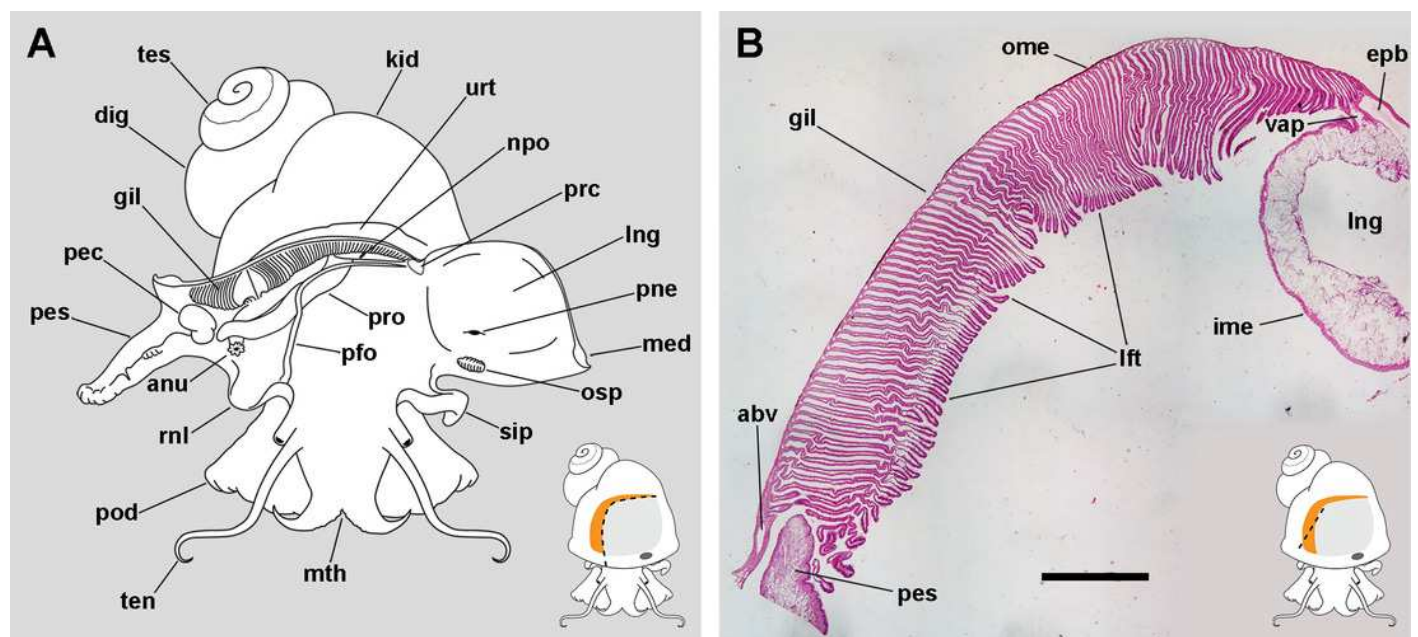 A
tes
kid
urt
dig
npo
gil
prc
pec
lng
pes
pne
pro
med
pfo
anu
osp
rnl
sip
pod
mth
ten
B
ome
epb
gil
vap
lng
ime
lft
abv
pes